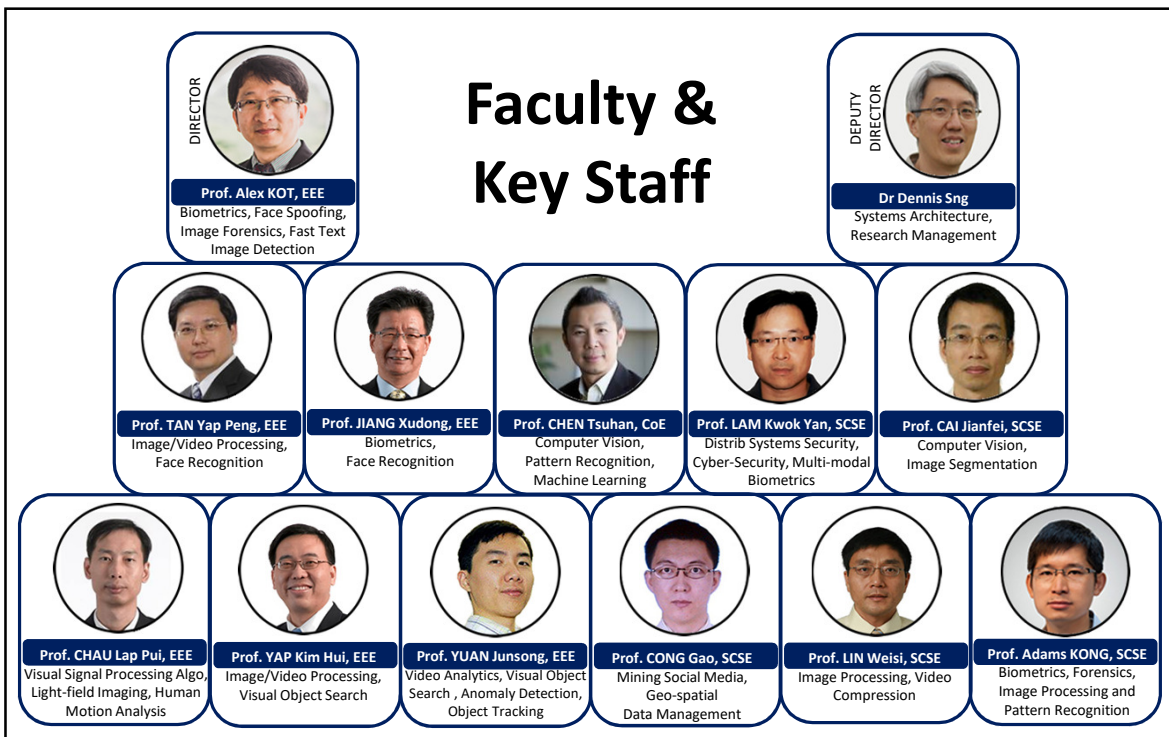 Faculty &
Key Staff
DIRECTOR
Prof. Alex KOT, EEE
Biometrics, Face Spoofing,
Image Forensics, Fast Text
Image Detection
DEPUTY
DIRECTOR
Dr Dennis Sng
Systems Architecture,
Research Management
Prof. TAN Yap Peng, EEE
Image/Video Processing,
Face Recognition
Prof. JIANG Xudong, EEE
Biometrics,
Face Recognition
Prof. CHEN Tsuhan, CoE
Computer Vision,
Pattern Recognition,
Machine Learning
Prof. LAM Kwok Yan, SCSE
Distrib Systems Security,
Cyber-Security, Multi-modal
Biometrics
Prof. CAI Jianfei, SCSE
Computer Vision,
Image Segmentation
Prof. CHAU Lap Pui, EEE
Visual Signal Processing Algo,
Light-field Imaging, Human
Motion Analysis
Prof. YAP Kim Hui, EEE
Image/Video Processing,
Visual Object Search
Prof. YUAN Junsong, EEE
Video Analytics, Visual Object
Search , Anomaly Detection,
Object Tracking
Prof. CONG Gao, SCSE
Mining Social Media,
Geo-spatial
Data Management
Prof. LIN Weisi, SCSE
Image Processing, Video
Compression
Prof. Adams KONG, SCSE
Biometrics, Forensics,
Image Processing and
Pattern Recognition